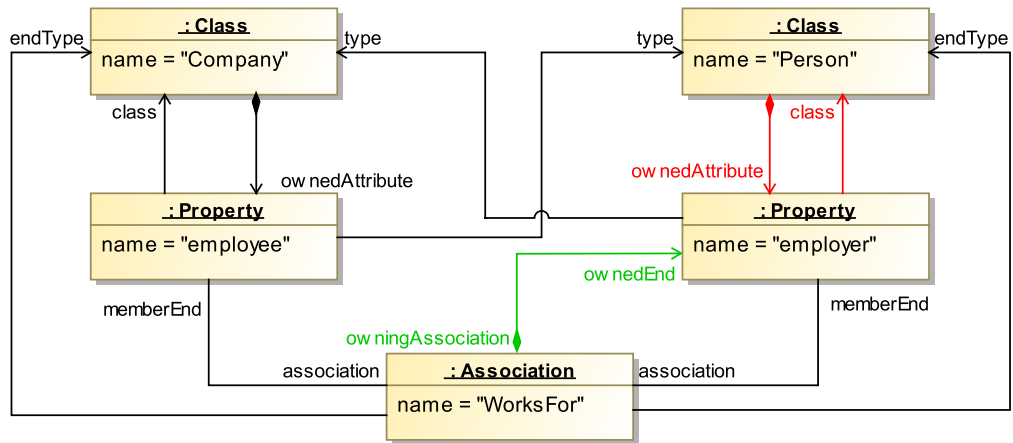 : Class
name = "Company"
: Class
name = "Person"
endType
type
type
endType
class
ow nedAttribute
class
ow nedAttribute
: Property
name = "employee"
: Property
name = "employer"
ow nedEnd
memberEnd
memberEnd
ow ningAssociation
association
association
: Association
name = "WorksFor"